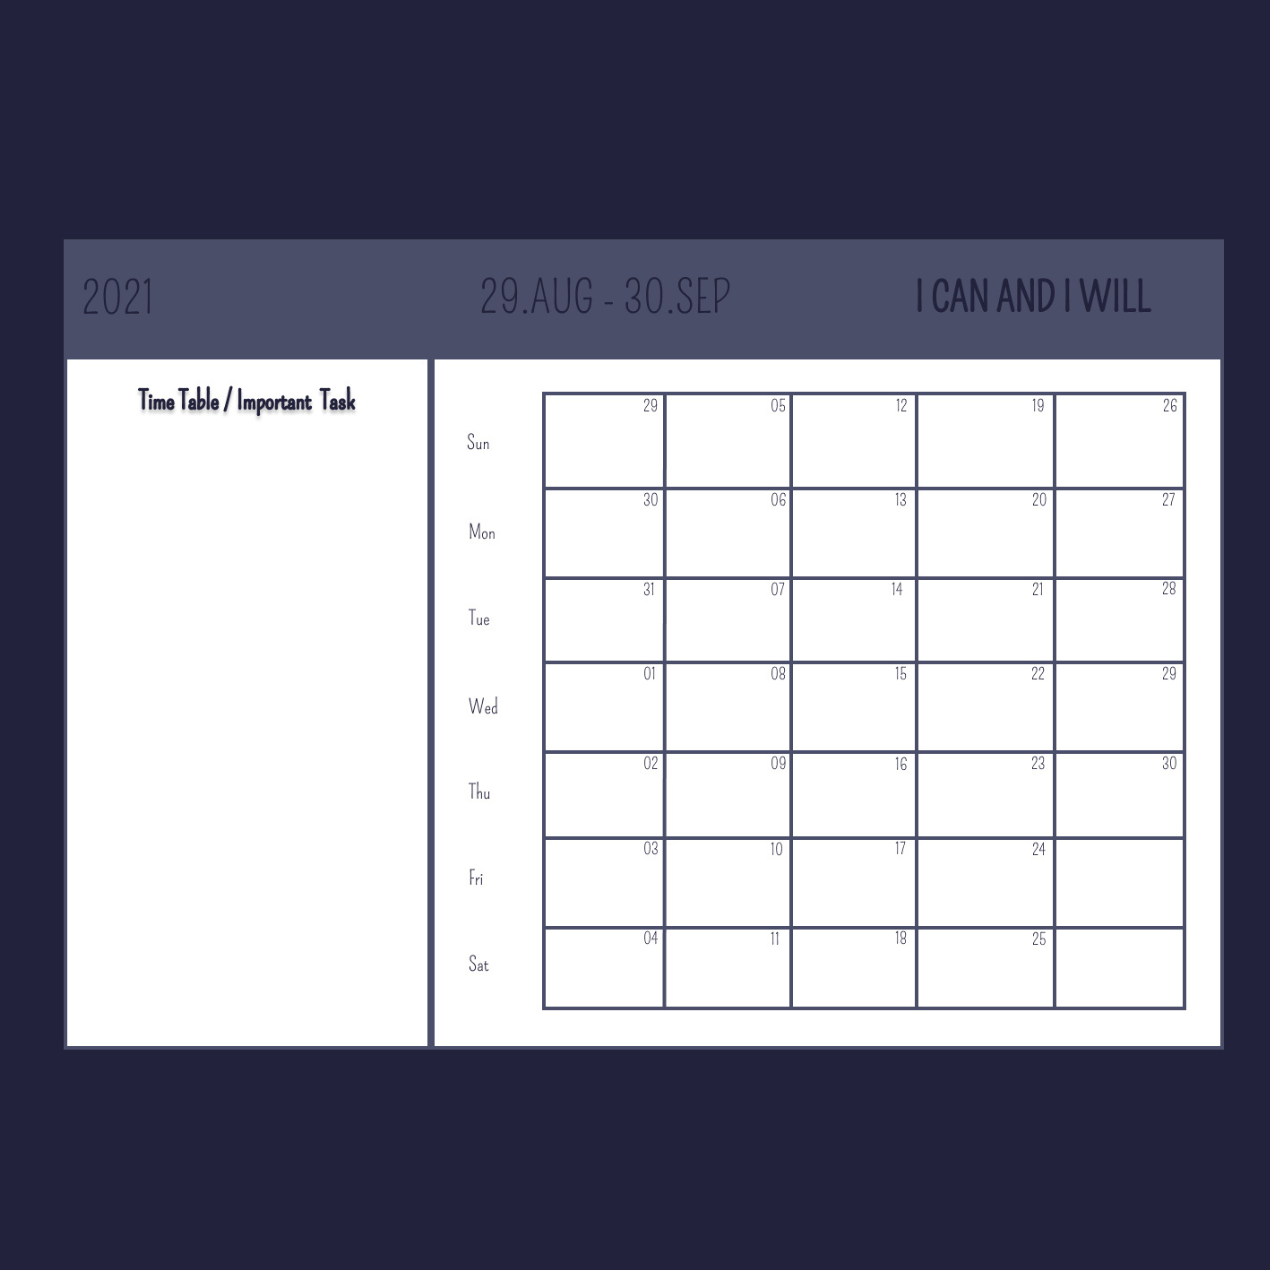 2021 29.AUG - 30.SEP I CAN AND I WILL
Time Table / Important Task
29 05 12 19 26
Sun
30 06 13 20 27
Mon
31 07 14 21 28
Tue
01 08 15 22 29
Wed
02 09 16 23 30
Thu
03 10 17 24
Fri
04 11 18 25
Sat